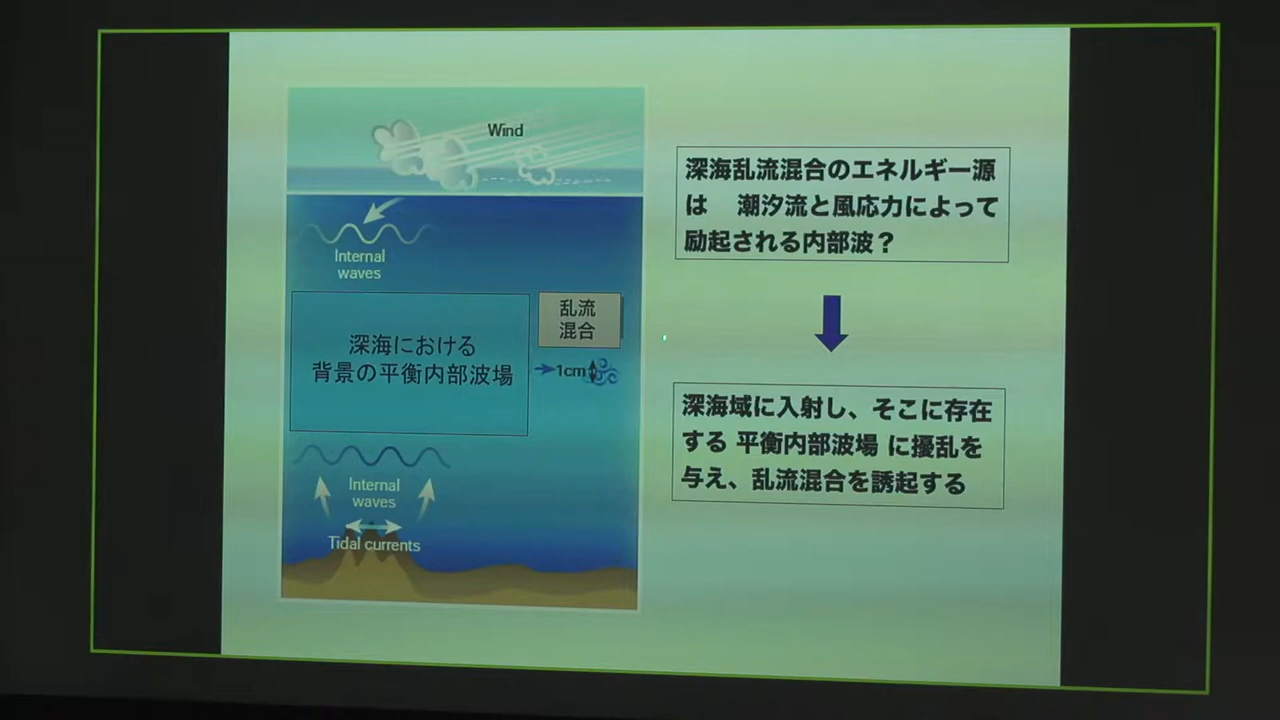 Wind
Internal
waves
深海における
背景の平衡内部波場
乱流
混合
1cm
Internal
waves
Tidal currents
深海乱流混合のエネルギー源
は 潮汐流と風応力によって
励起される内部波？
深海域に入射し、そこに存在
する 平衡内部波場 に擾乱を
与え、乱流混合を誘起する